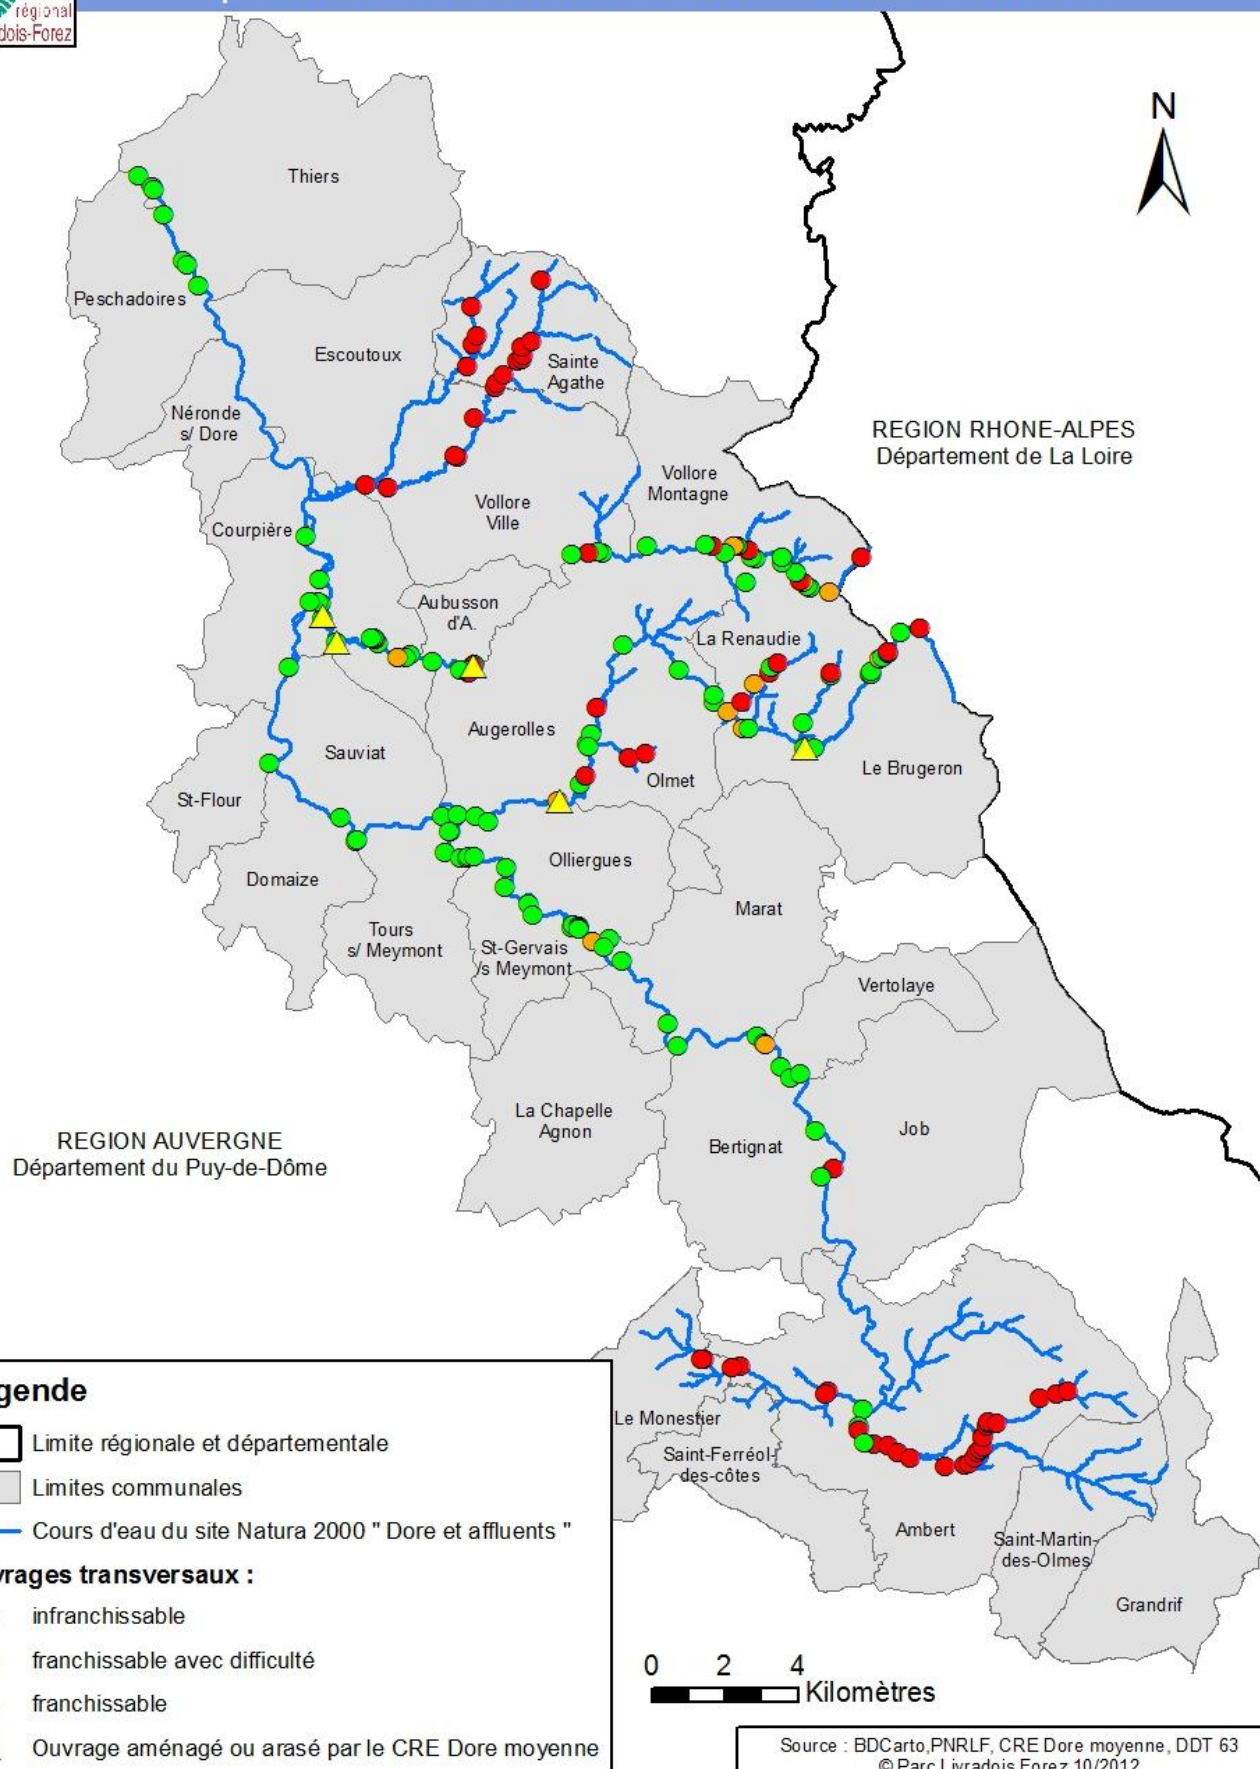 régional
dois-Forez
N
Thiers
Peschadoires
Escoutoux
Sainte
Agathe
Néronde
s/ Dore
REGION RHONE-ALPES
Département de La Loire
Vollore
Montagne
Vollore
Ville
Courpière
Aubusson
d'A.
La Renaudie
Augerolles
Sauviat
Olmet
Le Brugeron
St-Flour
Olliergues
Domaize
Marat
Tours
s/ Meymont
St-Gervais
/s Meymont
Vertolaye
La Chapelle
Agnon
Job
REGION AUVERGNE
Département du Puy-de-Dôme
Bertignat
Le Monestier
Saint-Ferréol-
des-côtes
Ambert
Saint-Martin-
des-Olmes
Grandrif
gende
Limite régionale et départementale
Limites communales
Cours d'eau du site Natura 2000 " Dore et affluents "
vrages transversaux :
infranchissable
franchissable avec difficulté
franchissable
Ouvrage aménagé ou arasé par le CRE Dore moyenne
0 2 4
Kilomètres
Source : BDCarto,PNRLF, CRE Dore moyenne, DDT 63
© Parc Livradois Forez 10/2012